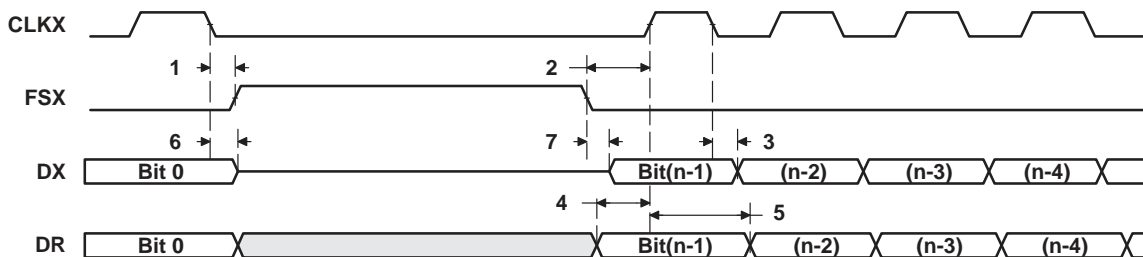 CLKX
1 2
FSX
6 7 3
DX Bit 0 Bit(n-1) (n-2) (n-3) (n-4)
4 5
DR Bit 0 Bit(n-1) (n-2) (n-3) (n-4)